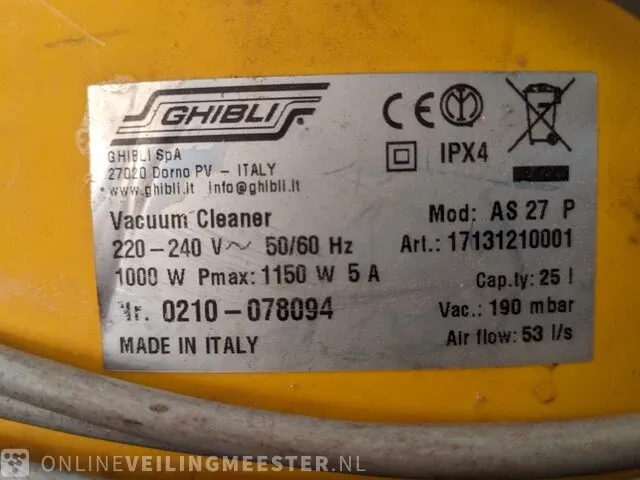 GHIBLI
GHIBLI SpA
27020 Dorno PV - ITALY
www.ghibli.it info@ghibli.it
CE
IPX4
Vacuum Cleaner
220-240 V~ 50/60 Hz
1000 W Pmax: 1150 W 5 A
Nr. 0210-078094
MADE IN ITALY
Mod: AS 27 P
Art.: 17131210001
Cap.ty: 25 l
Vac.: 190 mbar
Air flow: 53 l/s
ONLINEVEILINGMEESTER.NL